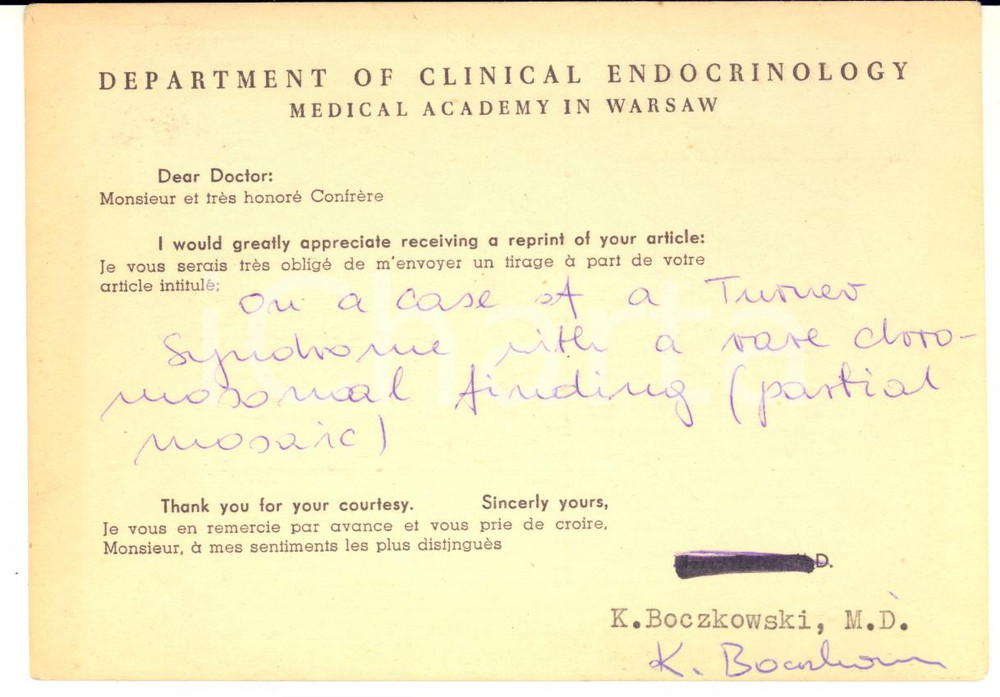 DEPARTMENT OF CLINICAL ENDOCRINOLOGY
MEDICAL ACADEMY IN WARSAW
Dear Doctor:
Monsieur et très honoré Confrère
I would greatly appreciate receiving a reprint of your article:
Je vous serais très obligé de m'envoyer un tirage à part de votre
article intitulé:
On a case of a Turner
Syndrome with a rare chro-
mosomal finding (partial
mosaic)
Thank you for your courtesy. Sincerly yours,
Je vous en remercie par avance et vous prie de croire,
Monsieur, à mes sentiments les plus distjnguès
D.
K.Boczkowski, M.D.
K. Boczkowski